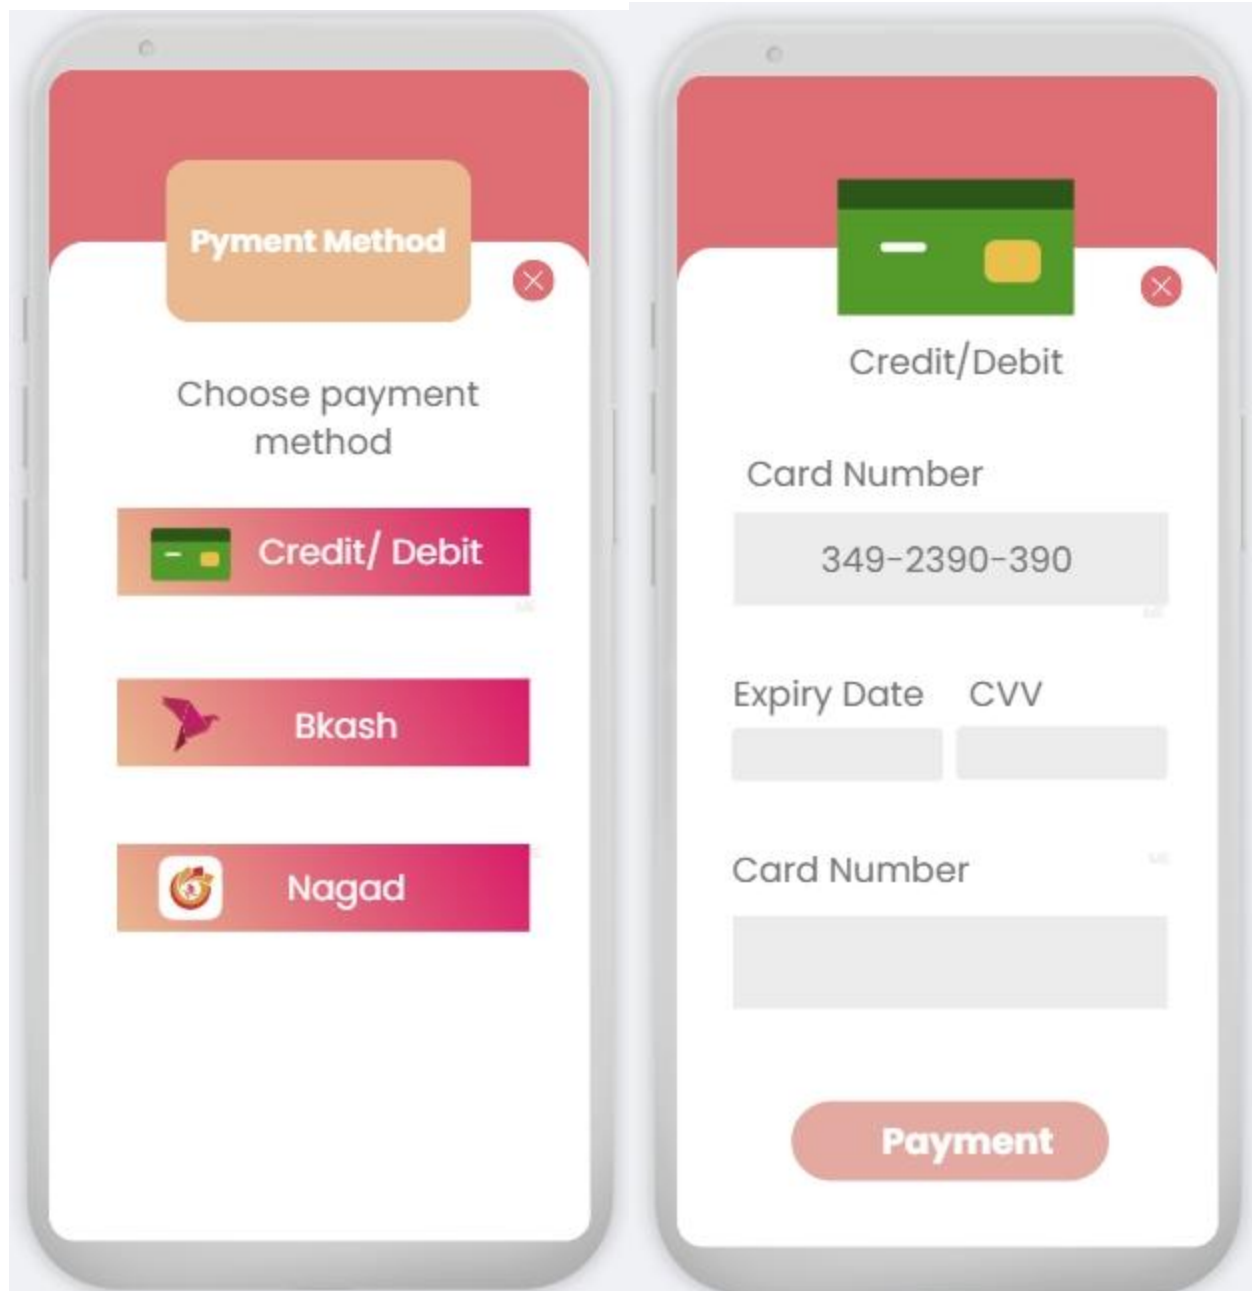 Pyment Method
Choose payment
method
Credit/ Debit
Bkash
Nagad
Credit/Debit
Card Number
349-2390-390
Expiry Date CVV
Card Number
Payment